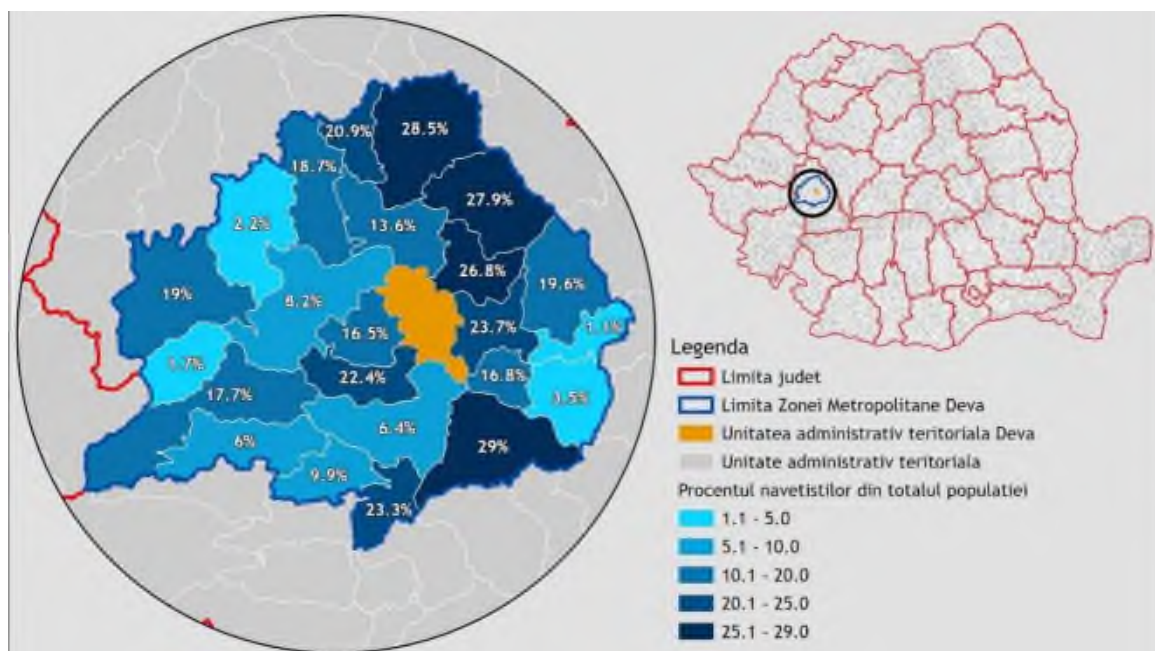 20.9%
28.5%
18.7%
27.9%
2.2%
13.6%
26.8%
19.6%
19%
8.2%
23.7%
1.1%
16.5%
1.7%
22.4%
16.8%
3.5%
17.7%
6.4%
6%
29%
9.9%
23.3%
Legenda
Limita judet
Limita Zonei Metropolitane Deva
Unitatea administrativ teritoriala Deva
Unitate administrativ teritoriala
Procentul navetistilor din totalul populatiei
1.1 - 5.0
5.1 - 10.0
10.1 - 20.0
20.1 - 25.0
25.1 - 29.0